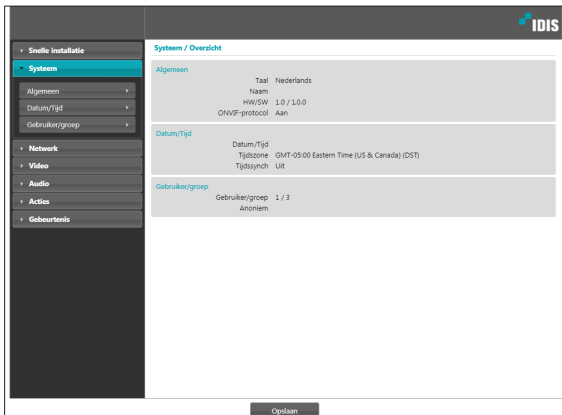 IDIS
Snelle installatie
Systeem
Algemeen
Datum/Tijd
Gebruiker/groep
Netwerk
Video
Audio
Acties
Gebeurtenis
Systeem / Overzicht
Algemeen
Taal Nederlands
Naam
HW/SW 1.0 / 1.0.0
ONVIF-protocol Aan
Datum/Tijd
Datum/Tijd
Tijdszone GMT-05:00 Eastern Time (US & Canada) (DST)
Tijdssynch Uit
Gebruiker/groep
Gebruiker/groep 1 / 3
Anoniem
Opslaan